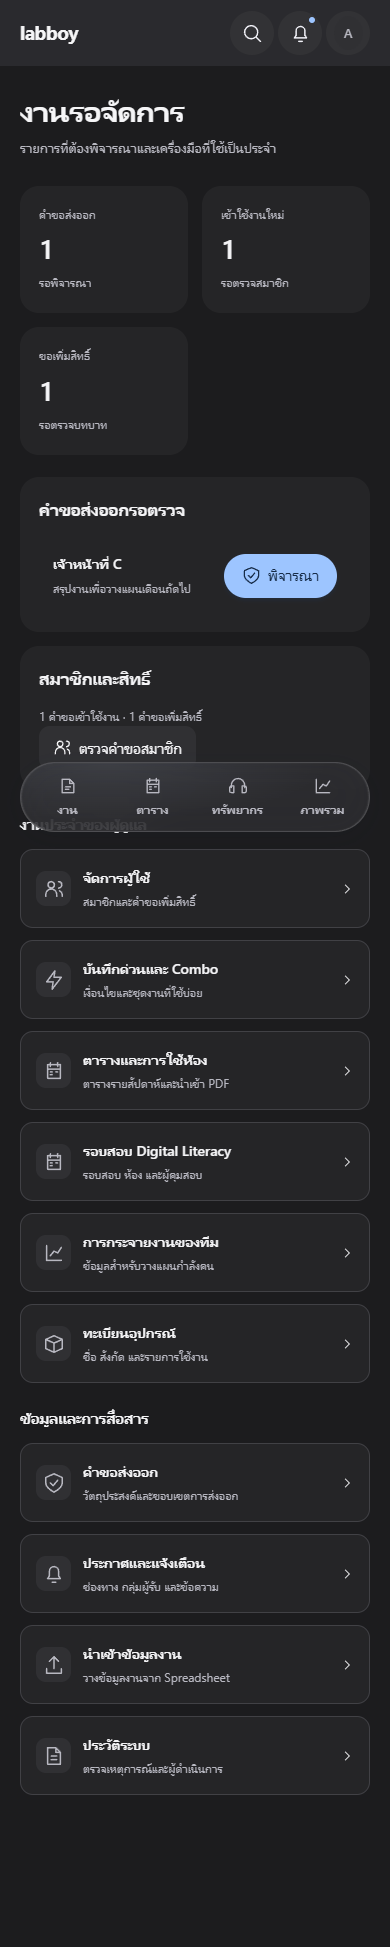 labboy
A
งานรอจัดการ
รายการที่ต้องพิจารณาและเครื่องมือที่ใช้เป็นประจำ
คำขอส่งออก
1
รอพิจารณา
เข้าใช้งานใหม่
1
รอตรวจสมาชิก
ขอเพิ่มสิทธิ์
1
รอตรวจบทบาท
คำขอส่งออกรอตรวจ
เจ้าหน้าที่ C
สรุปงานเพื่อวางแผนเดือนถัดไป
พิจารณา
สมาชิกและสิทธิ์
1 คำขอเข้าใช้งาน · 1 คำขอเพิ่มสิทธิ์
ตรวจคำขอสมาชิก
งาน
ตาราง
ทรัพยากร
ภาพรวม
งานประจำของผู้ดูแล
จัดการผู้ใช้
สมาชิกและคำขอเพิ่มสิทธิ์
บันทึกด่วนและ Combo
เงื่อนไขและชุดงานที่ใช้บ่อย
ตารางและการใช้ห้อง
ตารางรายสัปดาห์และนำเข้า PDF
รอบสอบ Digital Literacy
รอบสอบ ห้อง และผู้คุมสอบ
การกระจายงานของทีม
ข้อมูลสำหรับวางแผนกำลังคน
ทะเบียนอุปกรณ์
ชื่อ สังกัด และรายการใช้งาน
ข้อมูลและการสื่อสาร
คำขอส่งออก
วัตถุประสงค์และขอบเขตการส่งออก
ประกาศและแจ้งเตือน
ช่องทาง กลุ่มผู้รับ และข้อความ
นำเข้าข้อมูลงาน
วางข้อมูลงานจาก Spreadsheet
ประวัติระบบ
ตรวจเหตุการณ์และผู้ดำเนินการ